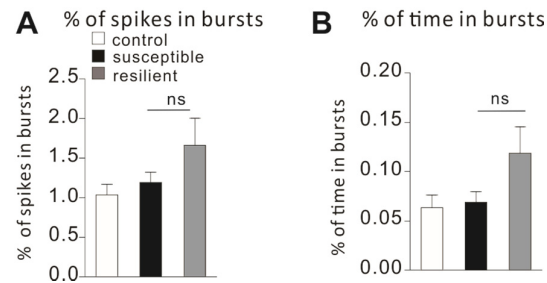 A % of spikes in bursts
control
susceptible
resilient
% of spikes in bursts
2.5
2.0
1.5
1.0
0.5
0.0
ns
B % of time in bursts
% of time in bursts
0.20
0.15
0.10
0.05
0.00
ns